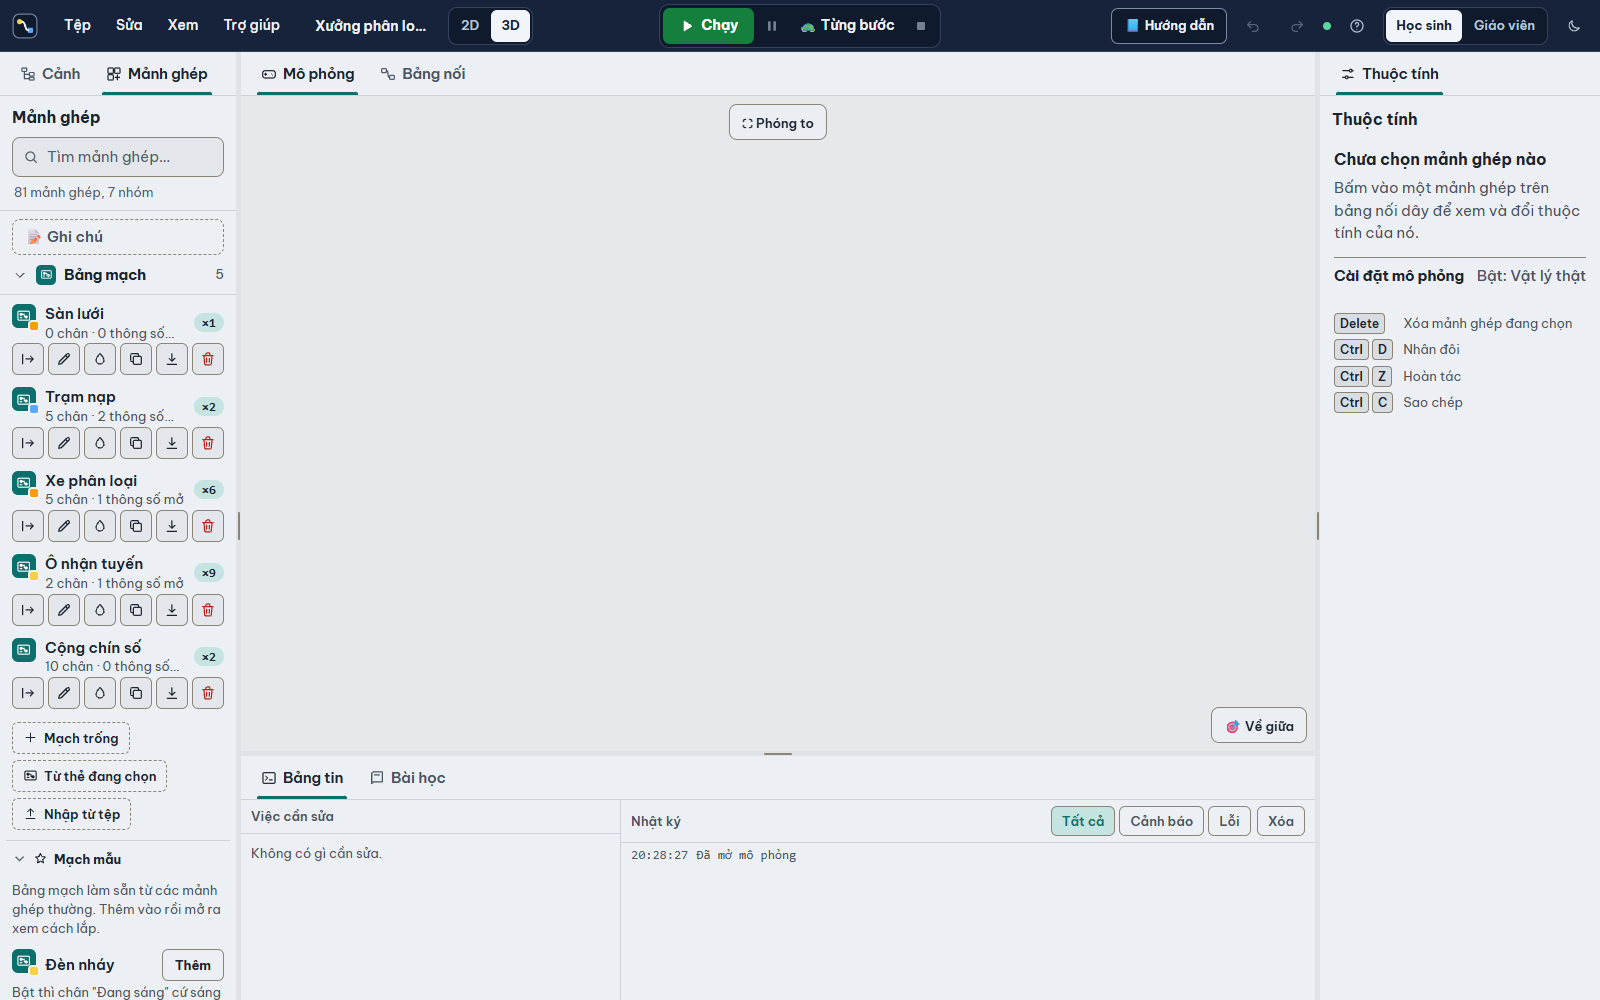 Tệp Sửa Xem Trợ giúp Xưởng phân lo... 2D 3D Chạy Từng bước Hướng dẫn Học sinh Giáo viên
Cảnh Mảnh ghép
Mảnh ghép
Tìm mảnh ghép...
81 mảnh ghép, 7 nhóm
Ghi chú
Bảng mạch 5
Sàn lưới
0 chân · 0 thông số... ×1
Trạm nạp
5 chân · 2 thông số... ×2
Xe phân loại
5 chân · 1 thông số mở ×6
Ô nhận tuyến
2 chân · 1 thông số mở ×9
Cộng chín số
10 chân · 0 thông số... ×2
Mạch trống
Từ thẻ đang chọn
Nhập từ tệp
Mạch mẫu
Bảng mạch làm sẵn từ các mảnh
ghép thường. Thêm vào rồi mở ra
xem cách lắp.
Đèn nháy Thêm
Bật thì chân "Đang sáng" cứ sáng
Mô phỏng Bảng nối
Phóng to
Về giữa
Bảng tin Bài học
Việc cần sửa
Không có gì cần sửa.
Nhật ký Tất cả Cảnh báo Lỗi Xóa
20:28:27 Đã mở mô phỏng
Thuộc tính
Thuộc tính
Chưa chọn mảnh ghép nào
Bấm vào một mảnh ghép trên
bảng nối dây để xem và đổi thuộc
tính của nó.
Cài đặt mô phỏng Bật: Vật lý thật
Delete Xóa mảnh ghép đang chọn
Ctrl D Nhân đôi
Ctrl Z Hoàn tác
Ctrl C Sao chép